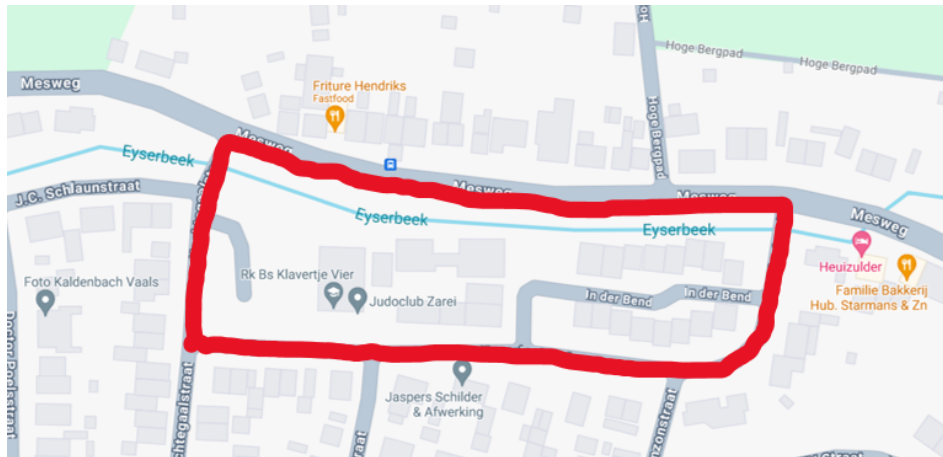 Hoge Bergpad
Hoge Bergpad
Mesweg
Friture Hendriks
Fastfood
Hoge Bergpad
Mesweg
Eyserbeek
Mesweg
Mesweg
Mesweg
Eyserbeek
Eyserbeek
Heuizulder
Rk Bs Klavertje Vier
Foto Kaldenbach Vaals
Judoclub Zarei
In der Bend
In der Bend
Familie Bakkerij
Hub. Starmans & Zn
Jaspers Schilder
& Afwerking